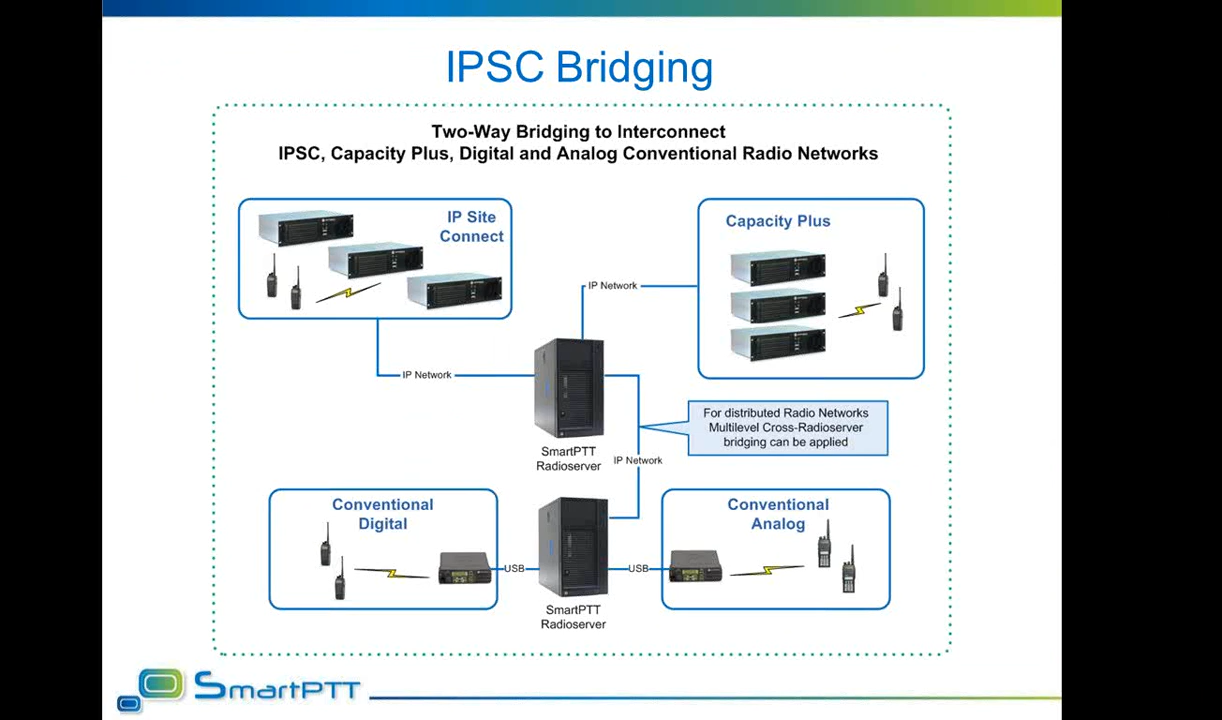 IPSC Bridging
Two-Way Bridging to Interconnect
IPSC, Capacity Plus, Digital and Analog Conventional Radio Networks
IP Site
Connect
Capacity Plus
IP Network
IP Network
For distributed Radio Networks
Multilevel Cross-Radioserver
bridging can be applied
SmartPTT
Radioserver
IP Network
Conventional
Digital
Conventional
Analog
USB
USB
SmartPTT
Radioserver
SmartPTT